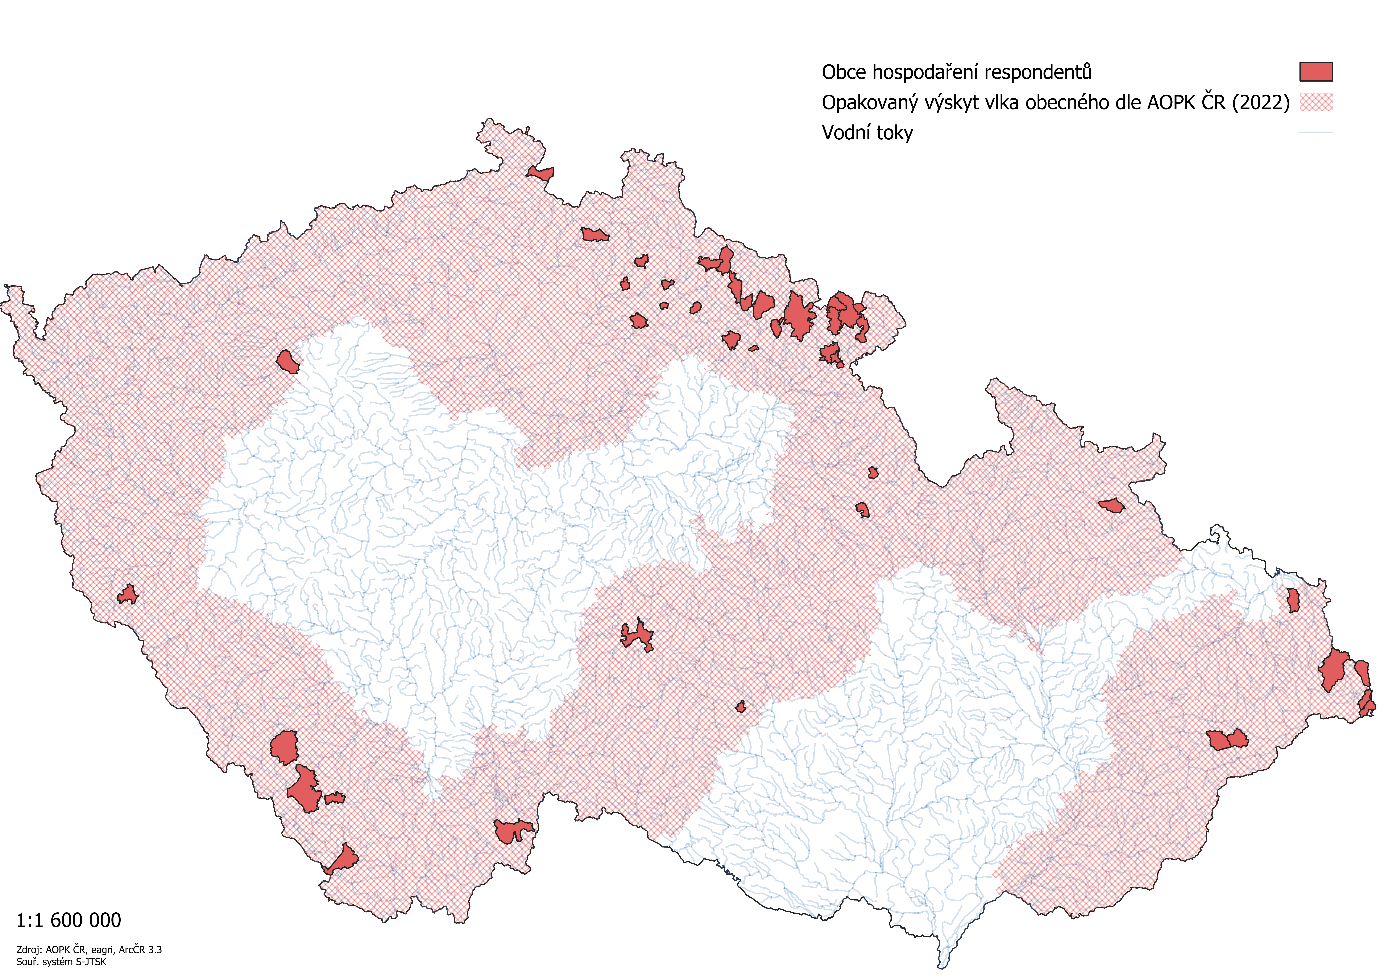 Obce hospodaření respondentů
Opakovaný výskyt vlka obecného dle AOPK ČR (2022)
Vodní toky
1:1 600 000
Zdroj: AOPK ČR, eagri, ArcČR 3.3
Souř. systém S-JTSK